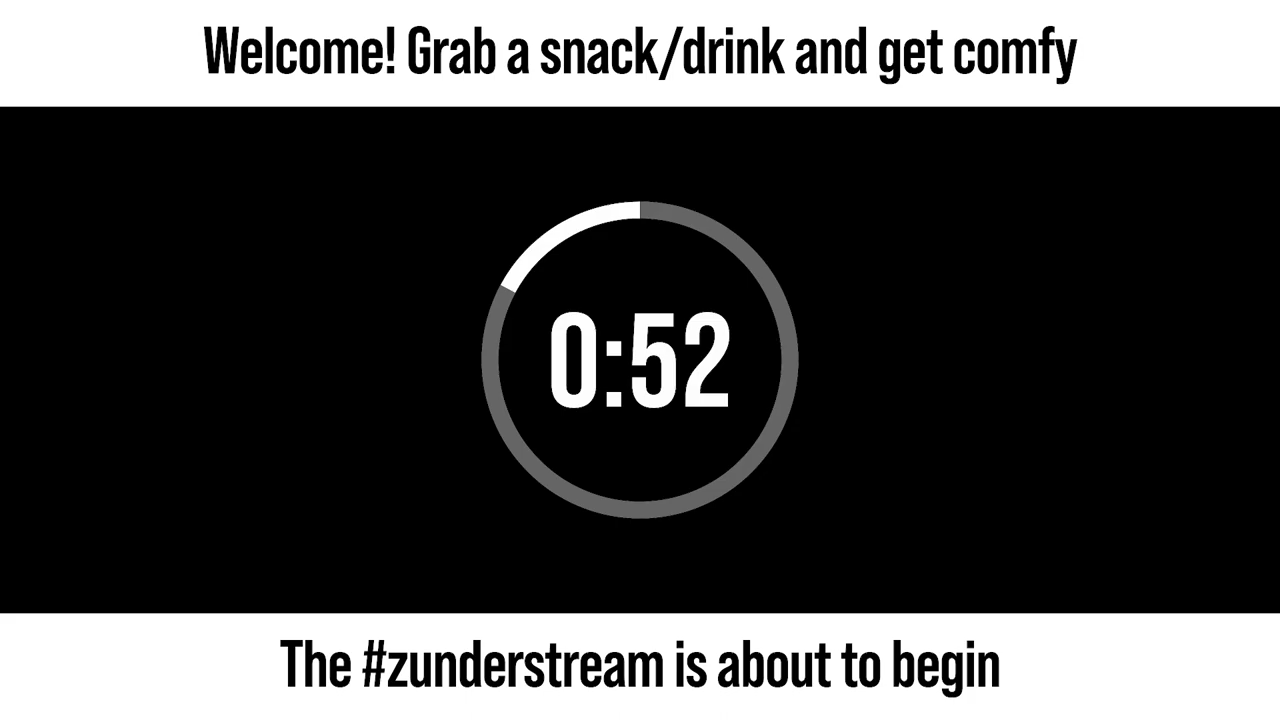 Welcome! Grab a snack/drink and get comfy
0:52
The #zunderstream is about to begin